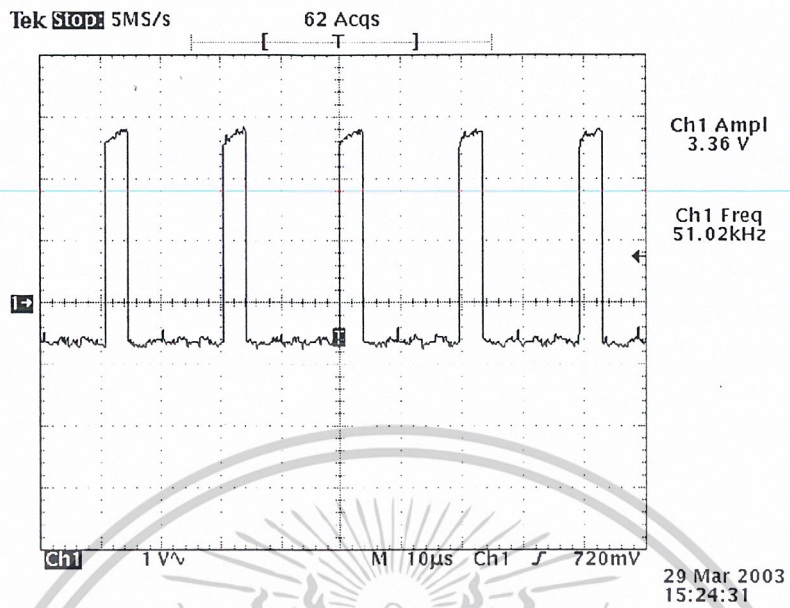 Tek Stop: 5MS/s 62 Acqs
[ T ]
Ch1 Ampl
3.36 V
Ch1 Freq
51.02kHz
1→
T
Ch1 1 V∿ M 10µs Ch1 ʃ 720mV
29 Mar 2003
15:24:31